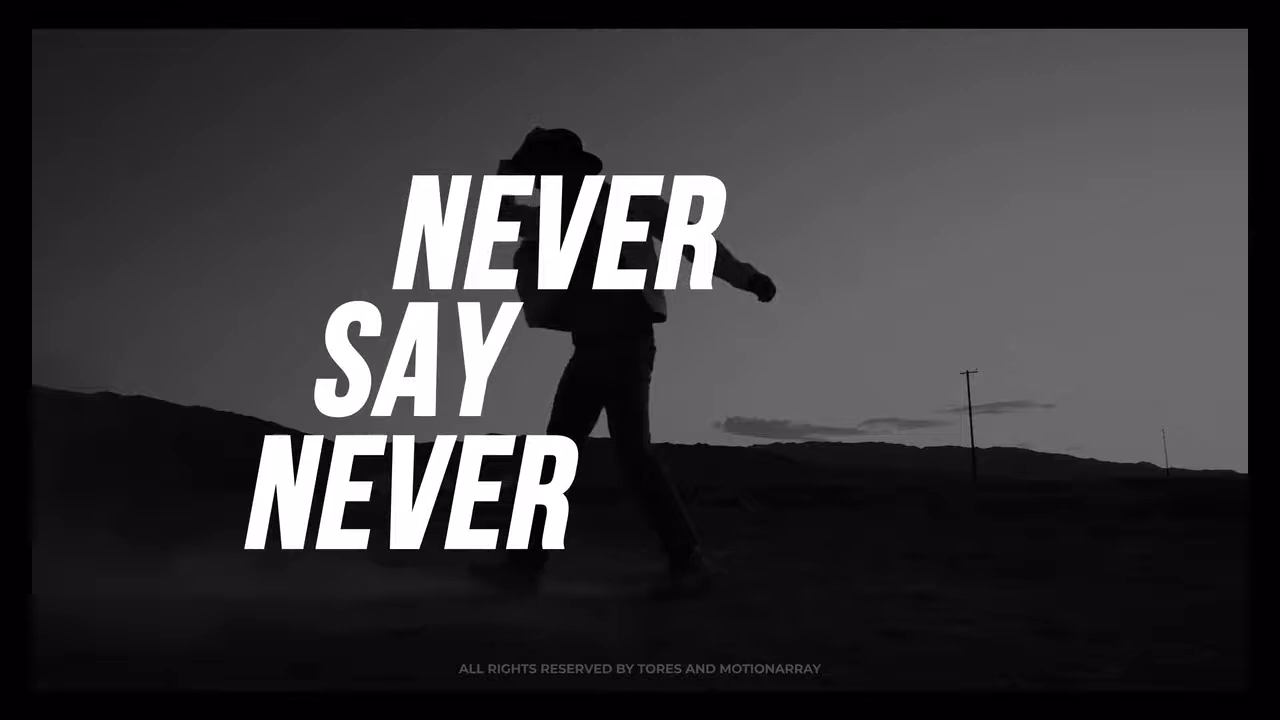 NEVER
SAY
NEVER
ALL RIGHTS RESERVED BY TORES AND MOTIONARRAY